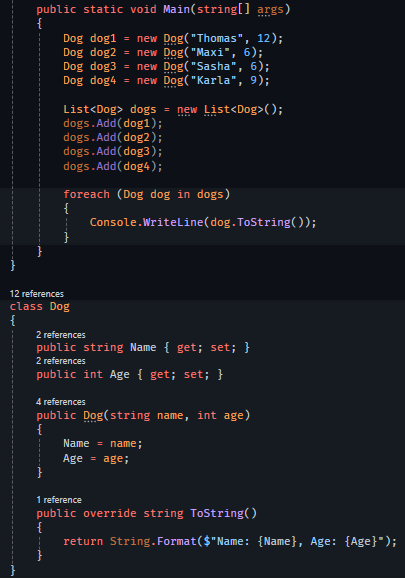 public static void Main(string[] args)
{
Dog dog1 = new Dog("Thomas", 12);
Dog dog2 = new Dog("Maxi", 6);
Dog dog3 = new Dog("Sasha", 6);
Dog dog4 = new Dog("Karla", 9);
List<Dog> dogs = new List<Dog>();
dogs.Add(dog1);
dogs.Add(dog2);
dogs.Add(dog3);
dogs.Add(dog4);
foreach (Dog dog in dogs)
{
Console.WriteLine(dog.ToString());
}
}
}
12 references
class Dog
{
2 references
public string Name { get; set; }
2 references
public int Age { get; set; }
4 references
public Dog(string name, int age)
{
Name = name;
Age = age;
}
1 reference
public override string ToString()
{
return String.Format($"Name: {Name}, Age: {Age}");
}
}